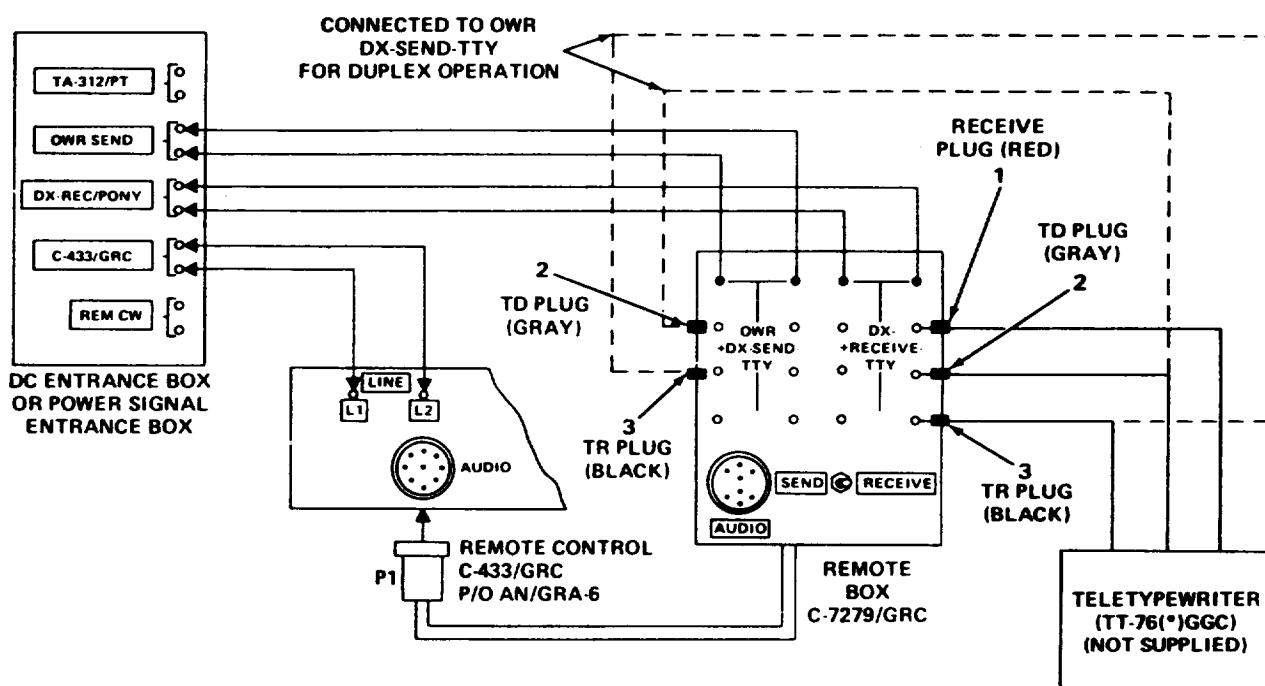 CONNECTED TO OWR
DX-SEND-TTY
FOR DUPLEX OPERATION
TA-312/PT
OWR SEND
DX-REC/PONY
C-433/GRC
REM CW
DC ENTRANCE BOX
OR POWER SIGNAL
ENTRANCE BOX
LINE
L1
L2
AUDIO
P1
REMOTE CONTROL
C-433/GRC
P/O AN/GRA-6
2
TD PLUG
(GRAY)
3
TR PLUG
(BLACK)
OWR
+DX-SEND
TTY
DX-
+RECEIVE-
TTY
SEND
RECEIVE
AUDIO
REMOTE
BOX
C-7279/GRC
RECEIVE
PLUG (RED)
1
TD PLUG
(GRAY)
2
3
TR PLUG
(BLACK)
TELETYPEWRITER
(TT-76(*)GGC)
(NOT SUPPLIED)